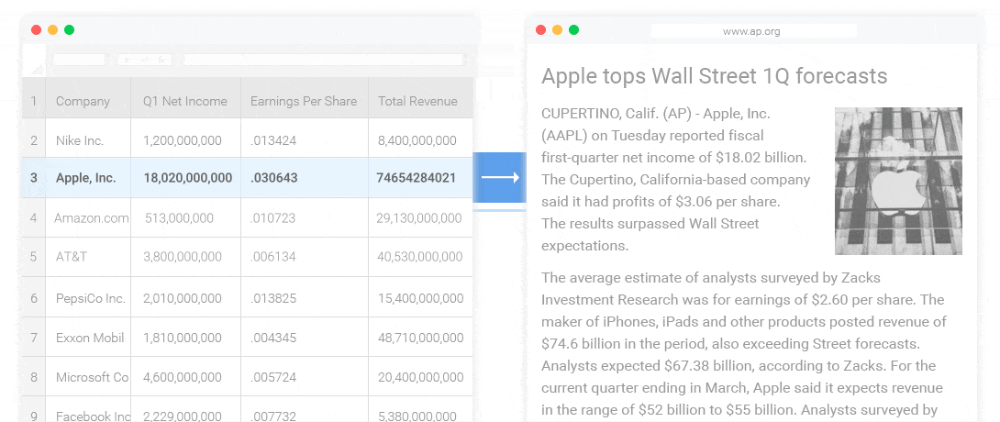 1 Company Q1 Net Income Earnings Per Share Total Revenue
2 Nike Inc. 1,200,000,000 .013424 8,400,000,000
3 Apple, Inc. 18,020,000,000 .030643 74654284021
4 Amazon.com 513,000,000 .010723 29,130,000,000
5 AT&T 3,800,000,000 .006134 40,530,000,000
6 PepsiCo Inc. 2,010,000,000 .013825 15,400,000,000
7 Exxon Mobil 1,810,000,000 .004345 48,710,000,000
8 Microsoft Co 4,600,000,000 .005724 20,400,000,000
9 Facebook Inc 2,229,000,000 .007732 5,380,000,000
www.ap.org
Apple tops Wall Street 1Q forecasts
CUPERTINO, Calif. (AP) - Apple, Inc.
(AAPL) on Tuesday reported fiscal
first-quarter net income of $18.02 billion.
The Cupertino, California-based company
said it had profits of $3.06 per share.
The results surpassed Wall Street
expectations.
The average estimate of analysts surveyed by Zacks
Investment Research was for earnings of $2.60 per share. The
maker of iPhones, iPads and other products posted revenue of
$74.6 billion in the period, also exceeding Street forecasts.
Analysts expected $67.38 billion, according to Zacks. For the
current quarter ending in March, Apple said it expects revenue
in the range of $52 billion to $55 billion. Analysts surveyed by